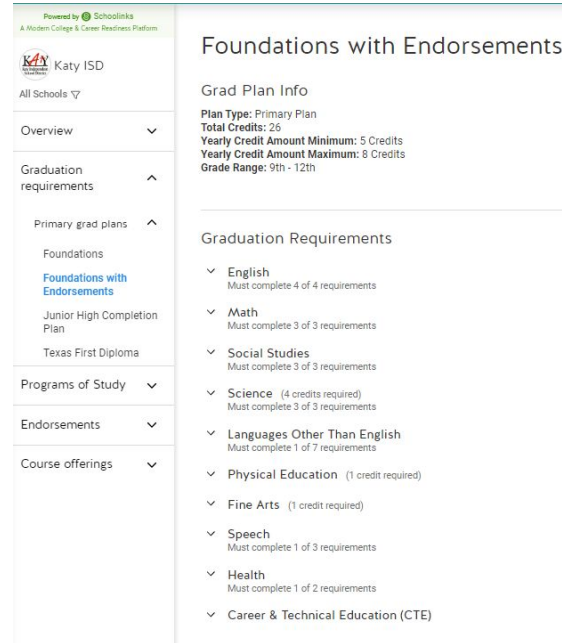 Powered by Schoolinks
A Modern College & Career Readiness Platform
KATY
Katy ISD
All Schools
Overview
Graduation
requirements
Primary grad plans
Foundations
Foundations with
Endorsements
Junior High Completion
Plan
Texas First Diploma
Programs of Study
Endorsements
Course offerings
Foundations with Endorsements
Grad Plan Info
Plan Type: Primary Plan
Total Credits: 26
Yearly Credit Amount Minimum: 5 Credits
Yearly Credit Amount Maximum: 8 Credits
Grade Range: 9th - 12th
Graduation Requirements
English
Must complete 4 of 4 requirements
Math
Must complete 3 of 3 requirements
Social Studies
Must complete 3 of 3 requirements
Science (4 credits required)
Must complete 3 of 3 requirements
Languages Other Than English
Must complete 1 of 7 requirements
Physical Education (1 credit required)
Fine Arts (1 credit required)
Speech
Must complete 1 of 3 requirements
Health
Must complete 1 of 2 requirements
Career & Technical Education (CTE)